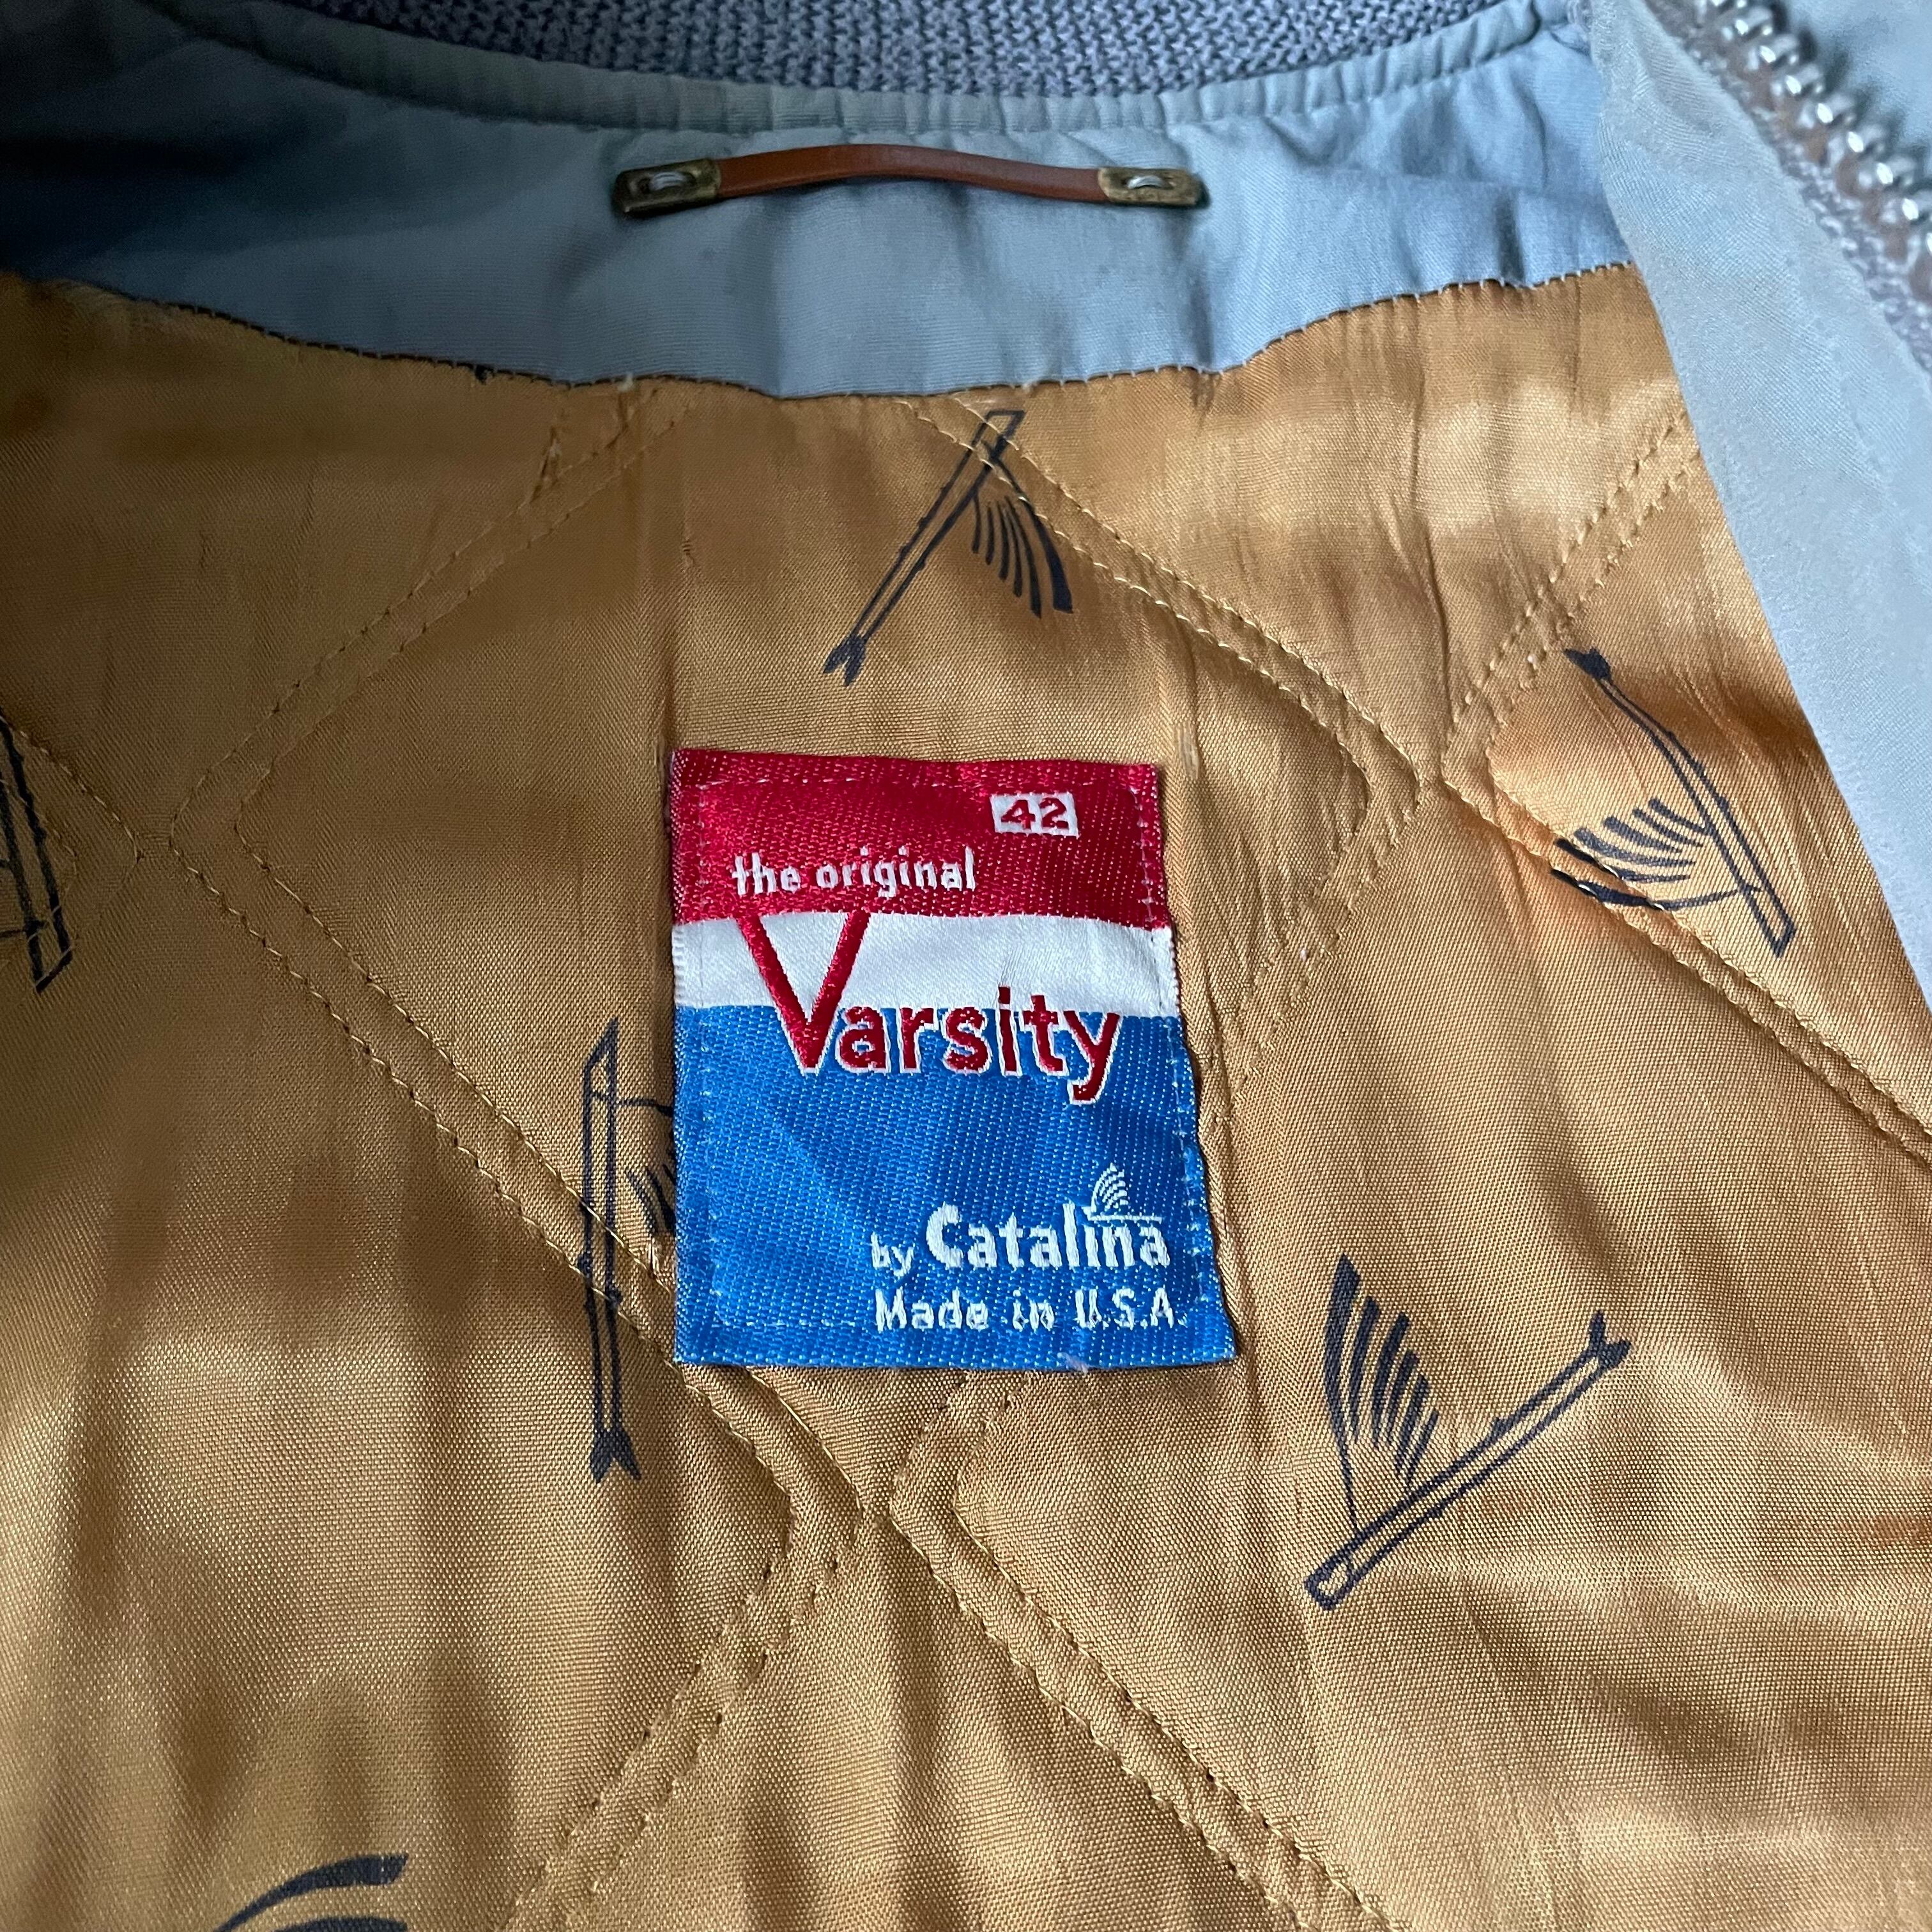 42
the original
Varsity
by Catalina
Made in U.S.A.